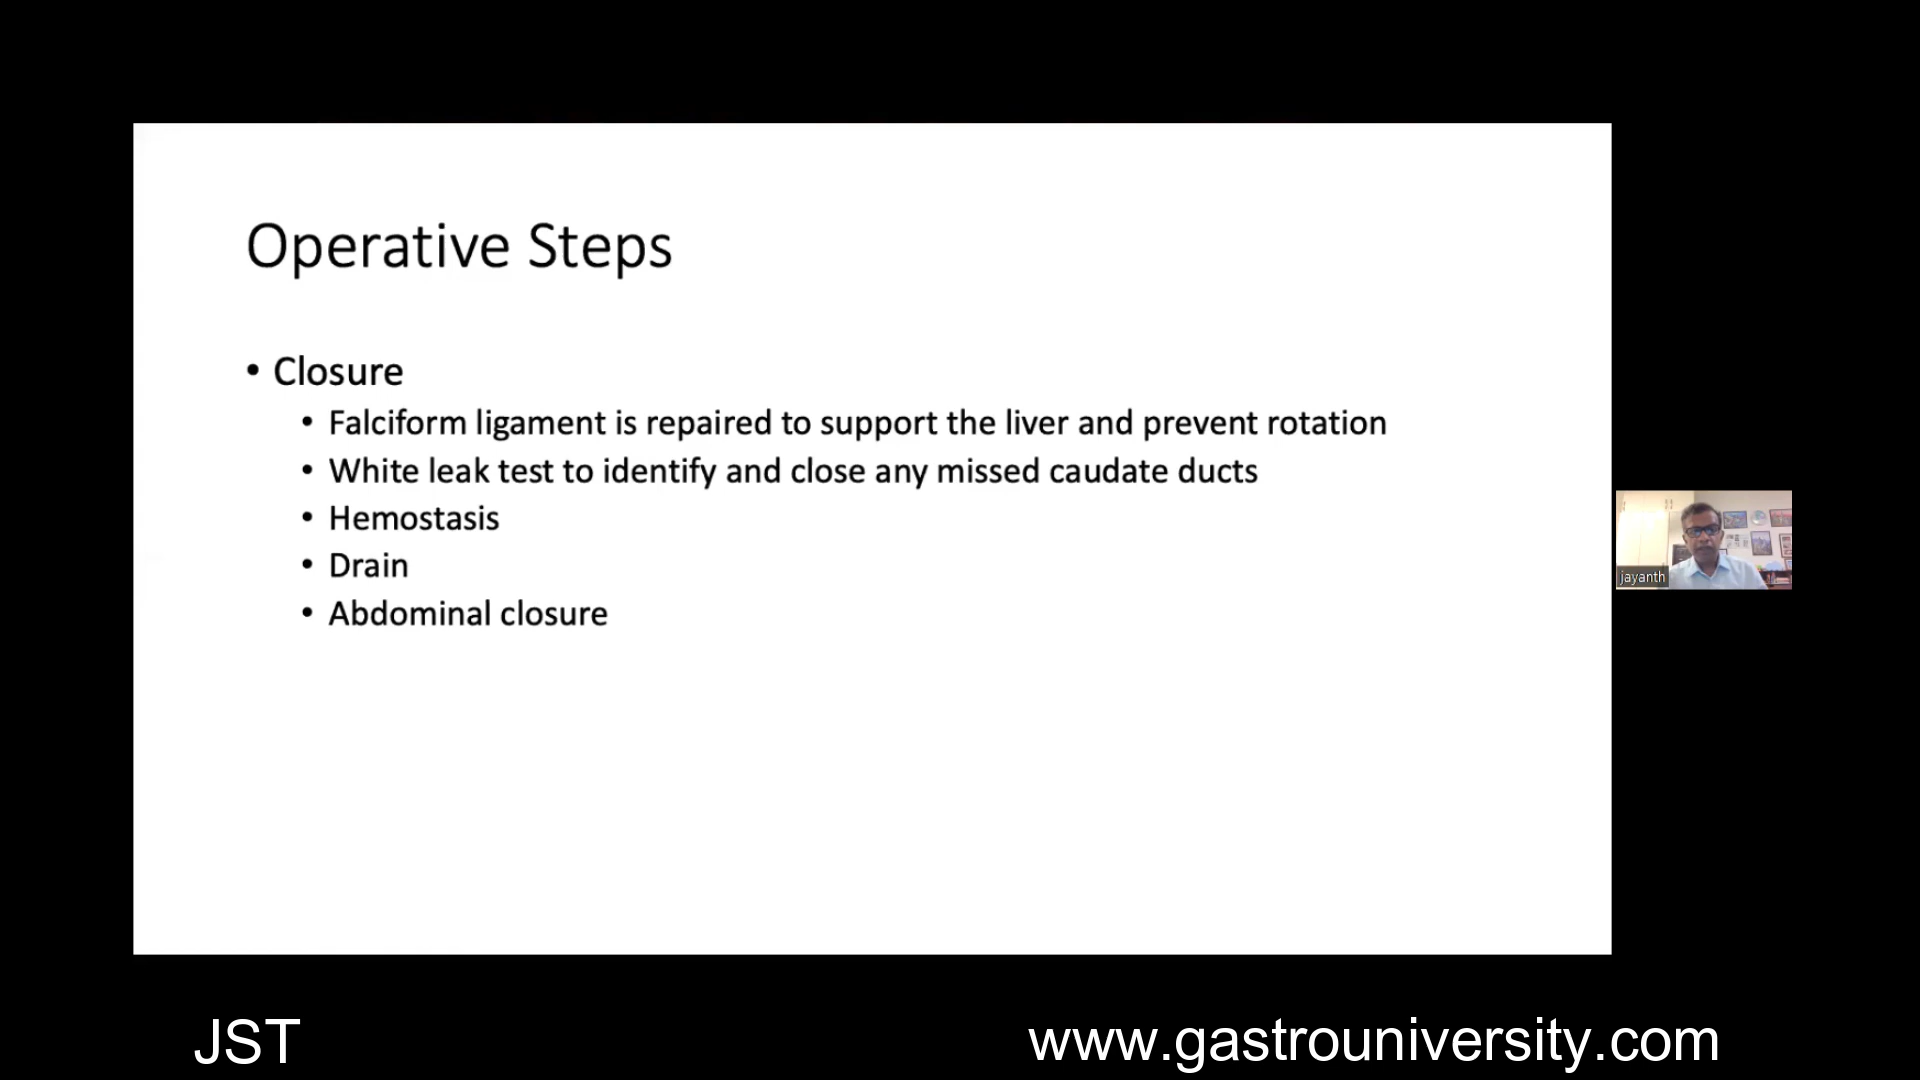 Operative Steps
• Closure
• Falciform ligament is repaired to support the liver and prevent rotation
• White leak test to identify and close any missed caudate ducts
• Hemostasis
• Drain
• Abdominal closure
jayanth
JST
www.gastrouniversity.com